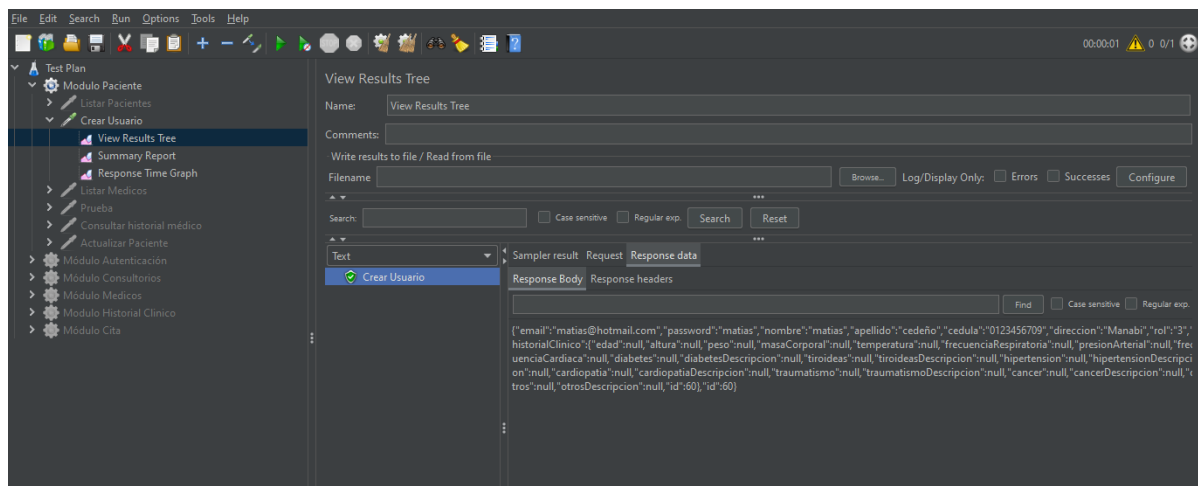 File Edit Search Run Options Tools Help
00:00:01 0 0/1
Test Plan
Modulo Paciente
Listar Pacientes
Crear Usuario
View Results Tree
Summary Report
Response Time Graph
Listar Medicos
Prueba
Consultar historial médico
Actualizar Paciente
Módulo Autenticación
Módulo Consultorios
Módulo Medicos
Modulo Historial Clinico
Módulo Cita
View Results Tree
Name: View Results Tree
Comments:
Write results to file / Read from file
Filename Browse... Log/Display Only: Errors Successes Configure
Search: Case sensitive Regular exp. Search Reset
Text
Crear Usuario
Sampler result Request Response data
Response Body Response headers
Find Case sensitive Regular exp.
{"email":"matias@hotmail.com","password":"matias","nombre":"matias","apellido":"cedeño","cedula":"0123456709","direccion":"Manabi","rol":"3","
historialClinico":{"edad":null,"altura":null,"peso":null,"masaCorporal":null,"temperatura":null,"frecuenciaRespiratoria":null,"presionArterial":null,"frec
uenciaCardiaca":null,"diabetes":null,"diabetesDescripcion":null,"tiroideas":null,"tiroideasDescripcion":null,"hipertension":null,"hipertensionDescripci
on":null,"cardiopatia":null,"cardiopatiaDescripcion":null,"traumatismo":null,"traumatismoDescripcion":null,"cancer":null,"cancerDescripcion":null,"o
tros":null,"otrosDescripcion":null,"id":60},"id":60}